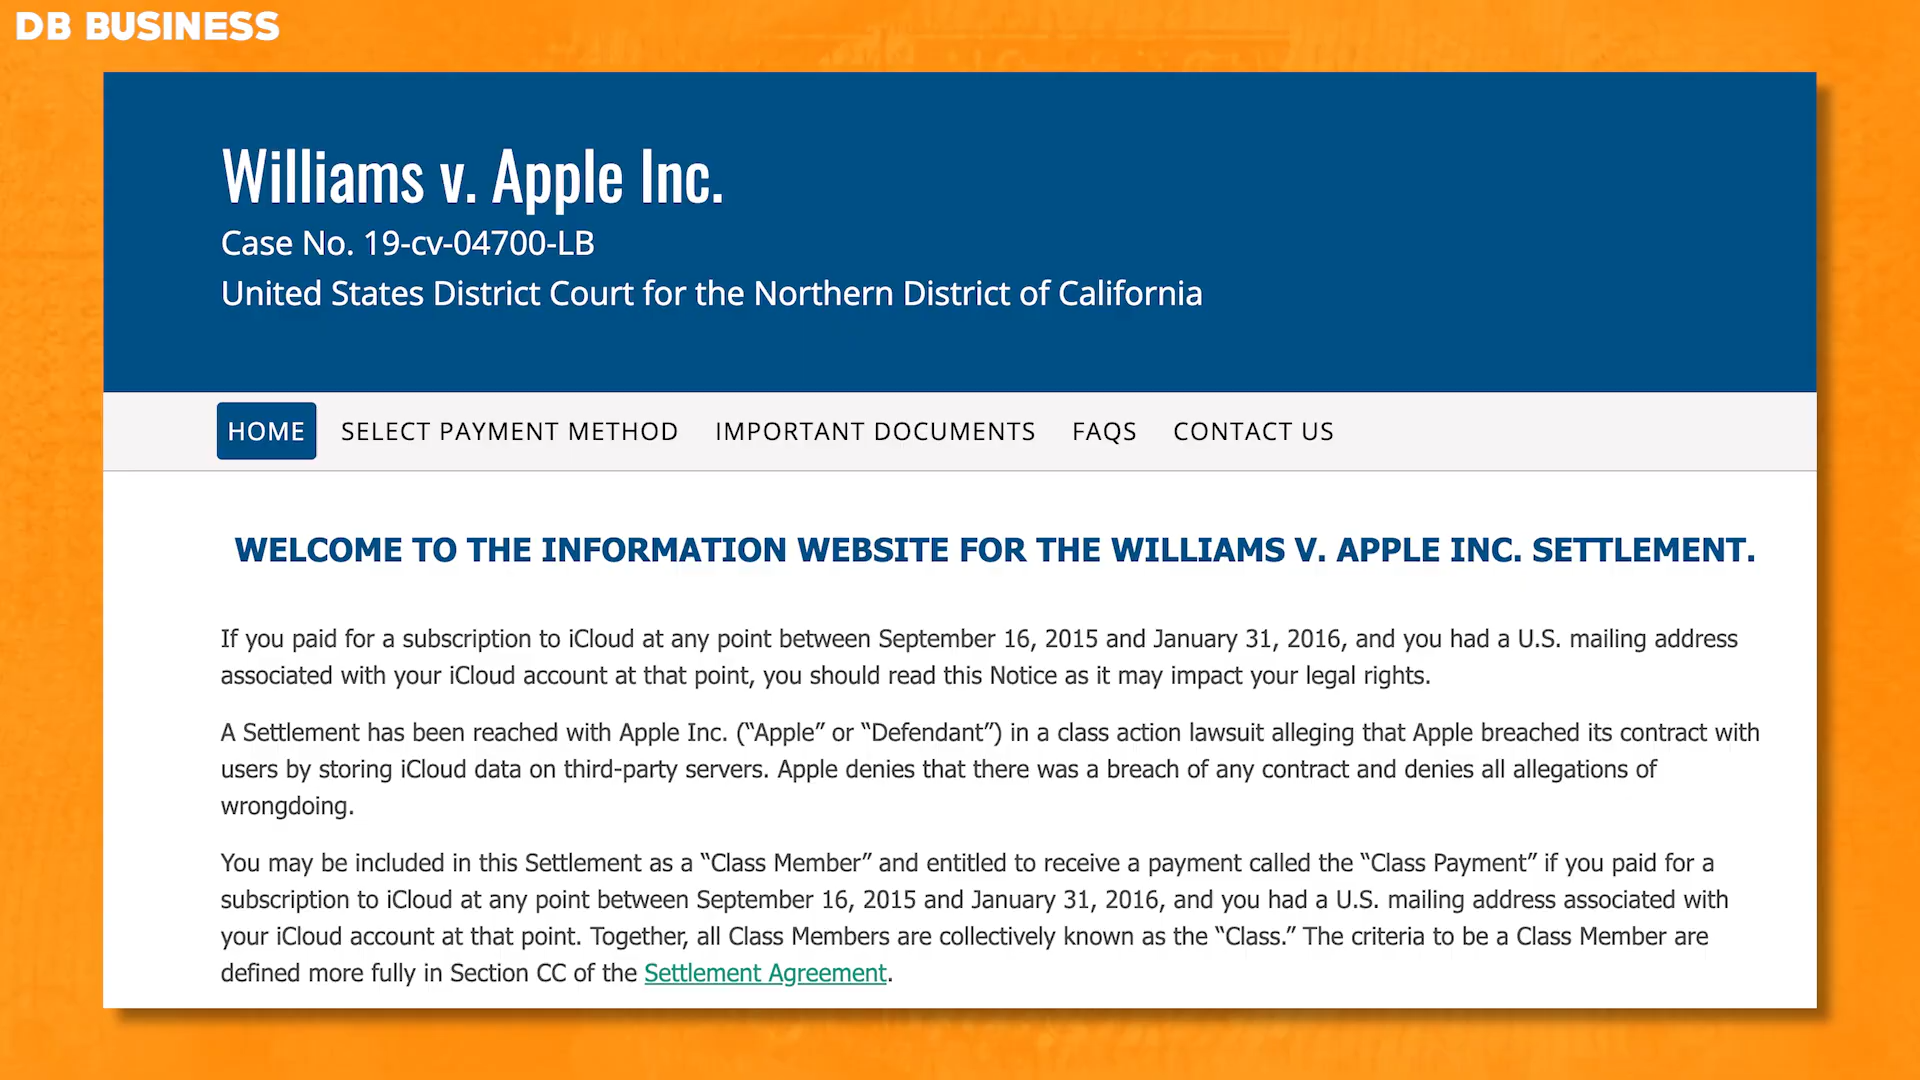 DB BUSINESS
Williams v. Apple Inc.
Case No. 19-cv-04700-LB
United States District Court for the Northern District of California
HOME SELECT PAYMENT METHOD IMPORTANT DOCUMENTS FAQS CONTACT US
WELCOME TO THE INFORMATION WEBSITE FOR THE WILLIAMS V. APPLE INC. SETTLEMENT.
If you paid for a subscription to iCloud at any point between September 16, 2015 and January 31, 2016, and you had a U.S. mailing address
associated with your iCloud account at that point, you should read this Notice as it may impact your legal rights.
A Settlement has been reached with Apple Inc. (“Apple” or “Defendant”) in a class action lawsuit alleging that Apple breached its contract with
users by storing iCloud data on third-party servers. Apple denies that there was a breach of any contract and denies all allegations of
wrongdoing.
You may be included in this Settlement as a “Class Member” and entitled to receive a payment called the “Class Payment” if you paid for a
subscription to iCloud at any point between September 16, 2015 and January 31, 2016, and you had a U.S. mailing address associated with
your iCloud account at that point. Together, all Class Members are collectively known as the “Class.” The criteria to be a Class Member are
defined more fully in Section CC of the Settlement Agreement.